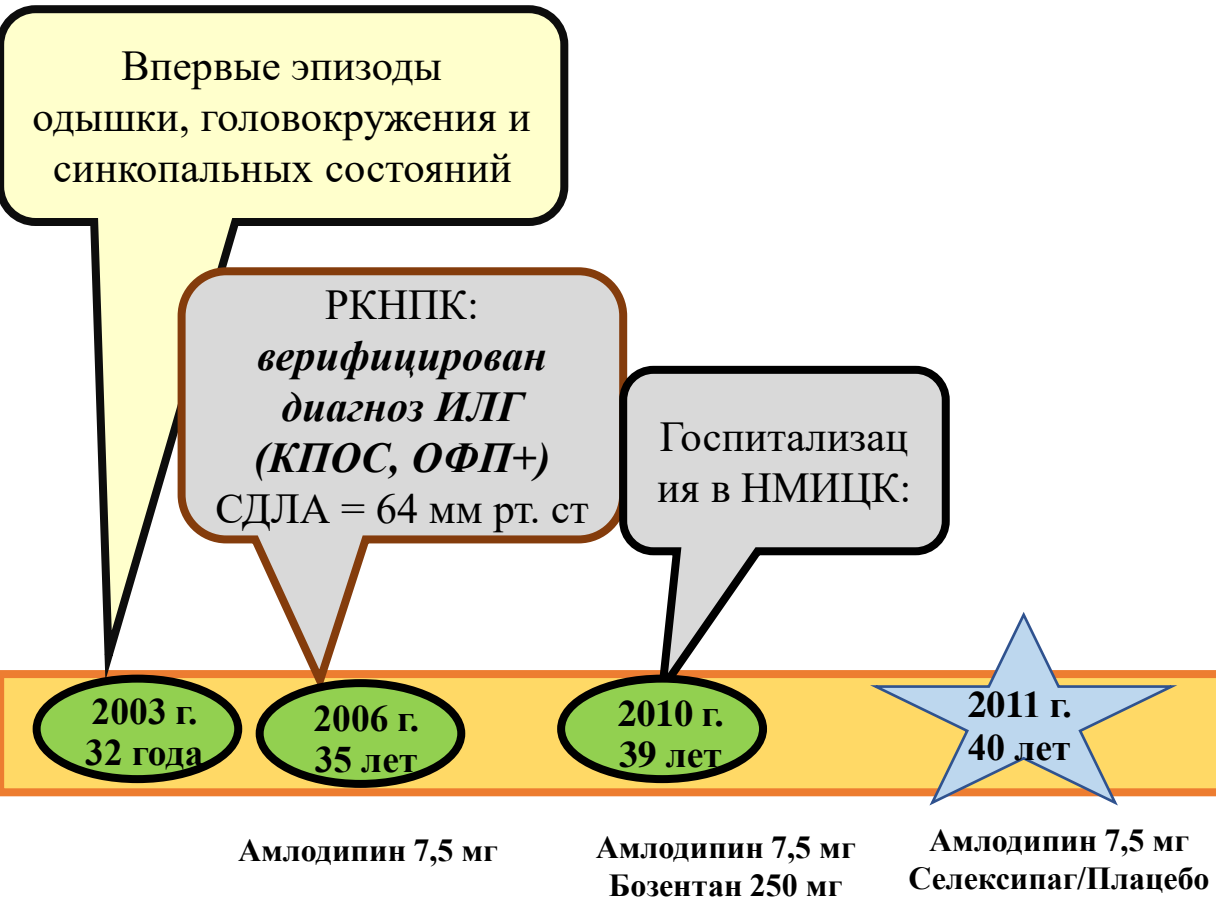 Впервые эпизоды
одышки, головокружения и
синкопальных состояний
РКНПК:
верифицирован
диагноз ИЛГ
(КПОС, ОФП+)
СДЛА = 64 мм рт. ст
Госпитализац
ия в НМИЦК:
2003 г.
32 года
2006 г.
35 лет
2010 г.
39 лет
2011 г.
40 лет
Амлодипин 7,5 мг
Амлодипин 7,5 мг
Бозентан 250 мг
Амлодипин 7,5 мг
Селексипаг/Плацебо